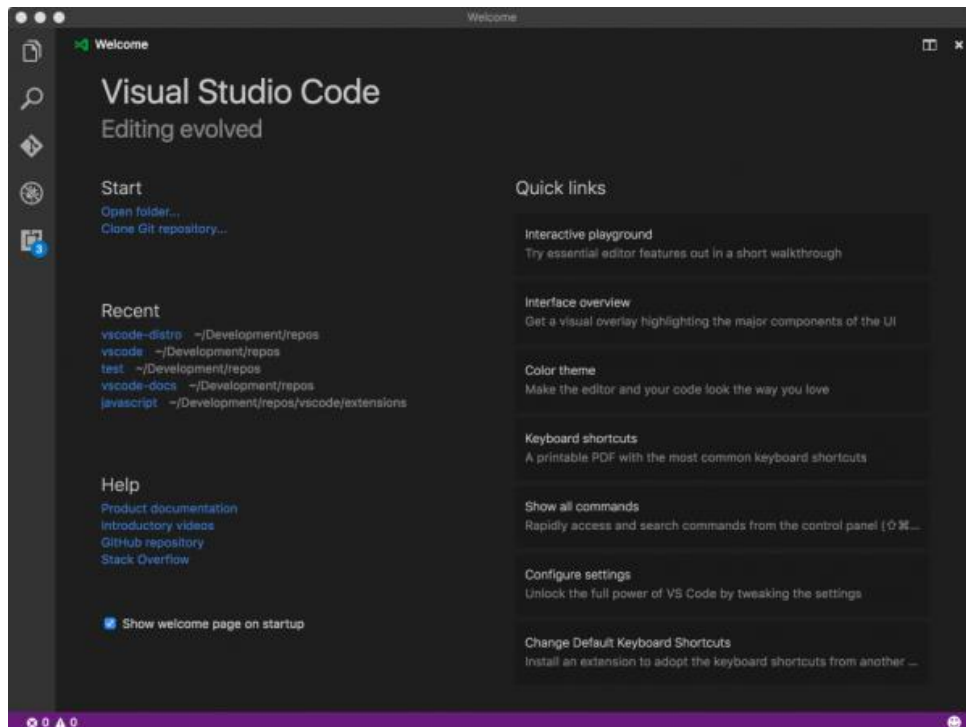 Welcome
Welcome
Visual Studio Code
Editing evolved
Start
Open folder...
Clone Git repository...
3
Recent
vscode-distro ~/Development/repos
vscode ~/Development/repos
test ~/Development/repos
vscode-docs ~/Development/repos
javascript ~/Development/repos/vscode/extensions
Help
Product documentation
Introductory videos
GitHub repository
Stack Overflow
Show welcome page on startup
Quick links
Interactive playground
Try essential editor features out in a short walkthrough
Interface overview
Get a visual overlay highlighting the major components of the UI
Color theme
Make the editor and your code look the way you love
Keyboard shortcuts
A printable PDF with the most common keyboard shortcuts
Show all commands
Rapidly access and search commands from the control panel (⇧⌘...
Configure settings
Unlock the full power of VS Code by tweaking the settings
Change Default Keyboard Shortcuts
Install an extension to adopt the keyboard shortcuts from another ...
0 0